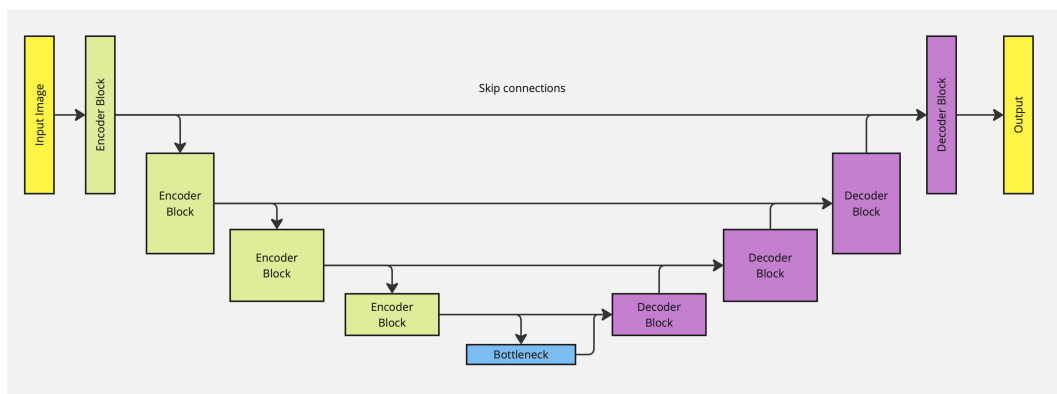 Input Image
Encoder Block
Skip connections
Decoder Block
Output
Encoder
Block
Decoder
Block
Encoder
Block
Decoder
Block
Encoder
Block
Decoder
Block
Bottleneck